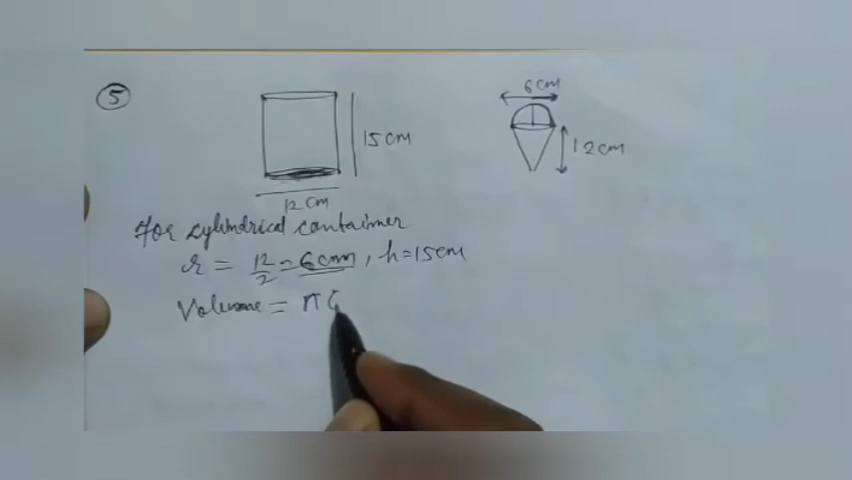 5
6 cm
15 cm
12 cm
12 cm
For cylindrical container
r = 12/2 = 6 cm, h = 15 cm
Volume = π 6